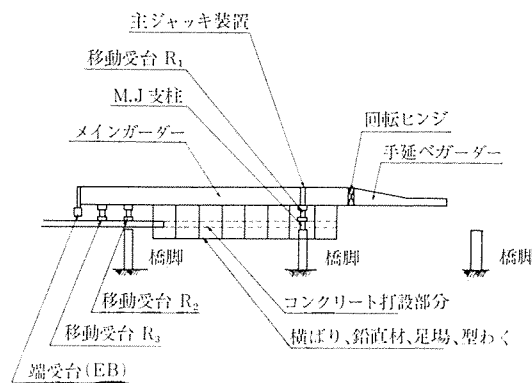 主ジャッキ装置
移動受台 R₁
M.J 支柱
メインガーダー
回転ヒンジ
手延べガーダー
橋脚
橋脚
橋脚
移動受台 R₂
コンクリート打設部分
移動受台 R₃
横ばり、鉛直材、足場、型わく
端受台(EB)